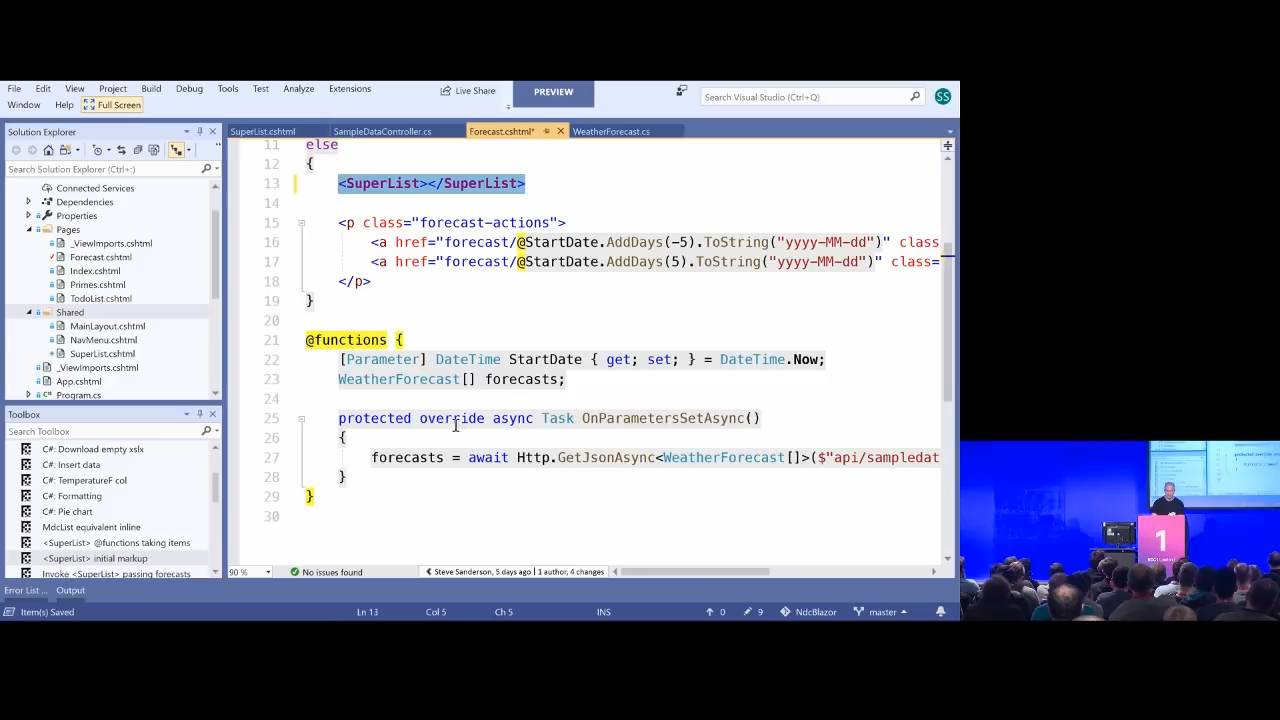 File Edit View Project Build Debug Tools Test Analyze Extensions
Window Help Full Screen
Live Share
PREVIEW
Search Visual Studio (Ctrl+Q)
SS
Solution Explorer
Search Solution Explorer (Ctrl+;)
Connected Services
Dependencies
Properties
Pages
_ViewImports.cshtml
Forecast.cshtml
Index.cshtml
Primes.cshtml
TodoList.cshtml
Shared
MainLayout.cshtml
NavMenu.cshtml
SuperList.cshtml
_ViewImports.cshtml
App.cshtml
C# Program.cs
Toolbox
Search Toolbox
C#: Download empty xslx
C#: Insert data
C#: TemperatureF col
C#: Formatting
C#: Pie chart
MdcList equivalent inline
<SuperList> @functions taking items
<SuperList> initial markup
Invoke <SuperList> passing forecasts
SuperList.cshtml SampleDataController.cs Forecast.cshtml* WeatherForecast.cs
11 else
12 {
13 <SuperList></SuperList>
14
15 <p class="forecast-actions">
16 <a href="forecast/@StartDate.AddDays(-5).ToString("yyyy-MM-dd")" class
17 <a href="forecast/@StartDate.AddDays(5).ToString("yyyy-MM-dd")" class=
18 </p>
19 }
20
21 @functions {
22 [Parameter] DateTime StartDate { get; set; } = DateTime.Now;
23 WeatherForecast[] forecasts;
24
25 protected override async Task OnParametersSetAsync()
26 {
27 forecasts = await Http.GetJsonAsync<WeatherForecast[]>($"api/sampledat
28 }
29 }
30
90 % No issues found Steve Sanderson, 5 days ago | 1 author, 4 changes
Error List ... Output
Item(s) Saved Ln 13 Col 5 Ch 5 INS 0 9 NdcBlazor master
1